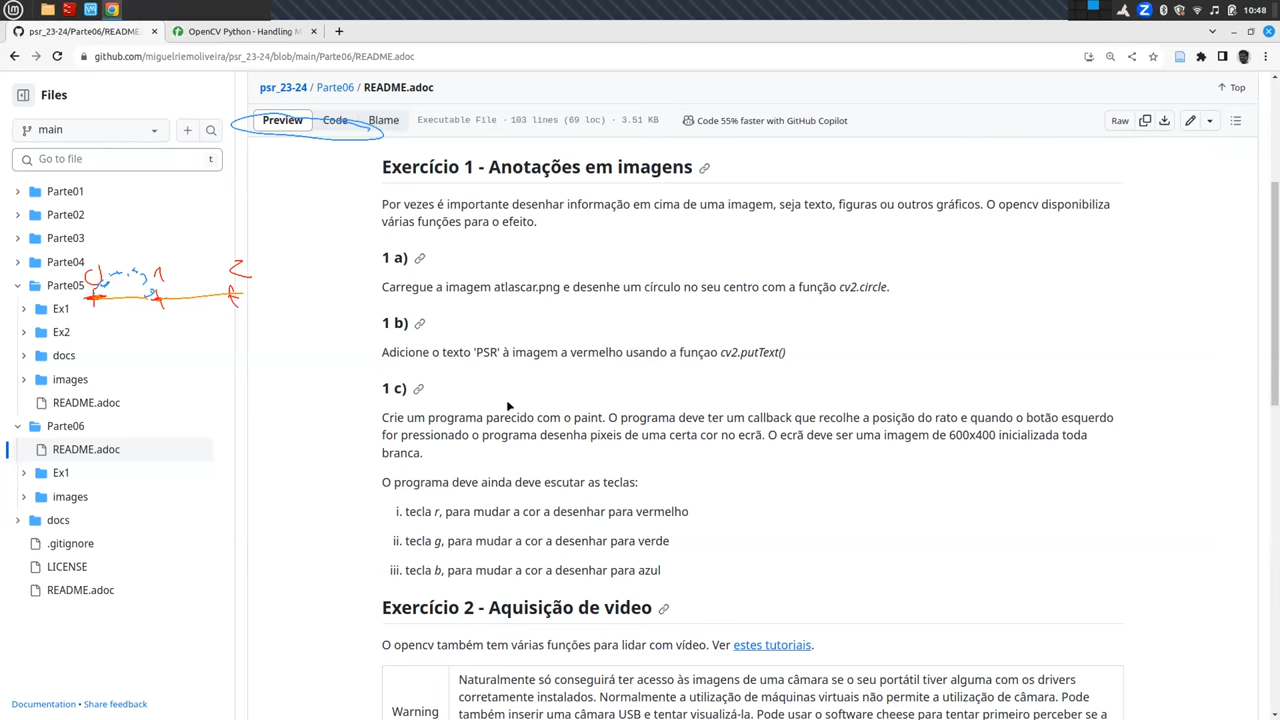 10:48
psr_23-24/Parte06/README
OpenCV Python - Handling M
github.com/miguelriemoliveira/psr_23-24/blob/main/Parte06/README.adoc
Files
psr_23-24 / Parte06 / README.adoc
Top
main
Preview Code Blame Executable File · 103 lines (69 loc) · 3.51 KB Code 55% faster with GitHub Copilot
Raw
Go to file t
Parte01
Parte02
Parte03
Parte04
Parte05
Ex1
Ex2
docs
images
README.adoc
Parte06
README.adoc
Ex1
images
docs
.gitignore
LICENSE
README.adoc
1
2
Documentation · Share feedback
Exercício 1 - Anotações em imagens
Por vezes é importante desenhar informação em cima de uma imagem, seja texto, figuras ou outros gráficos. O opencv disponibiliza
várias funções para o efeito.
1 a)
Carregue a imagem atlascar.png e desenhe um círculo no seu centro com a função cv2.circle.
1 b)
Adicione o texto 'PSR' à imagem a vermelho usando a funçao cv2.putText()
1 c)
Crie um programa parecido com o paint. O programa deve ter um callback que recolhe a posição do rato e quando o botão esquerdo
for pressionado o programa desenha pixeis de uma certa cor no ecrã. O ecrã deve ser uma imagem de 600x400 inicializada toda
branca.
O programa deve ainda deve escutar as teclas:
i. tecla r, para mudar a cor a desenhar para vermelho
ii. tecla g, para mudar a cor a desenhar para verde
iii. tecla b, para mudar a cor a desenhar para azul
Exercício 2 - Aquisição de video
O opencv também tem várias funções para lidar com vídeo. Ver estes tutoriais.
Warning
Naturalmente só conseguirá ter acesso às imagens de uma câmara se o seu portátil tiver alguma com os drivers
corretamente instalados. Normalmente a utilização de máquinas virtuais não permite a utilização de câmara. Pode
também inserir uma câmara USB e tentar visualizá-la. Pode usar o software cheese para tentar primeiro perceber se a